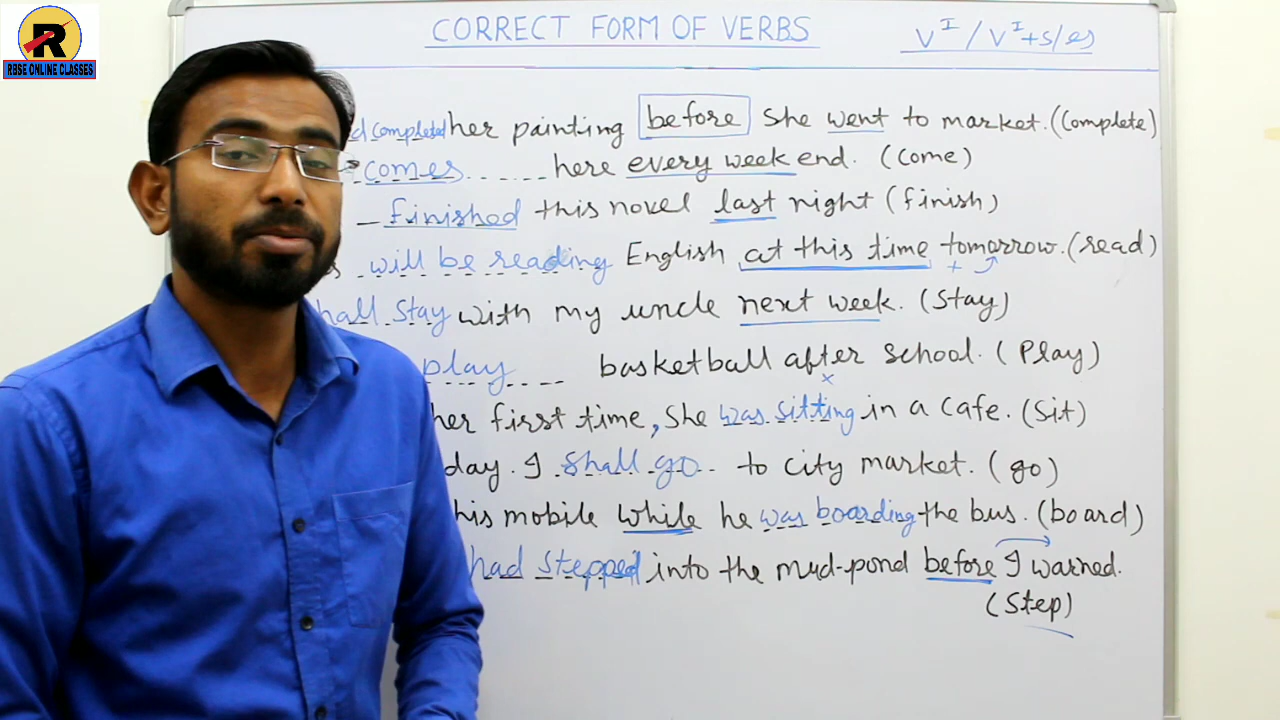 R
RBSE ONLINE CLASSES
CORRECT FORM OF VERBS
V I / V I + s/es
d completed her painting before she went to market. (Complete)
comes here every week end. (Come)
finished this novel last night (finish)
will be reading English at this time tomorrow. (read)
hall stay with my uncle next week. (Stay)
play basketball after school. (Play)
her first time, she was sitting in a cafe. (Sit)
day. I shall go to city market. (go)
his mobile while he was boarding the bus. (board)
had stepped into the mud-pond before I warned.
(Step)